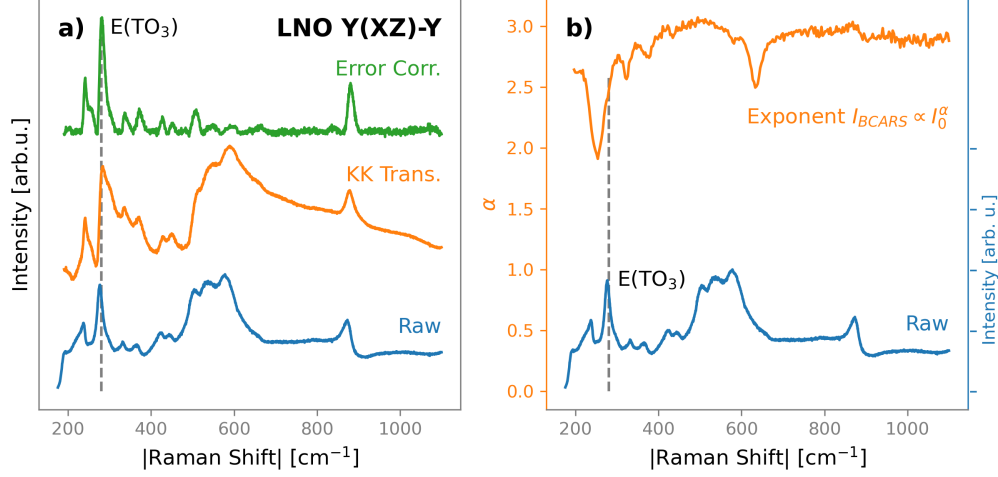 a)
E(TO₃)
LNO Y(XZ)-Y
Error Corr.
KK Trans.
Raw
Intensity [arb.u.]
200
400
600
800
1000
|Raman Shift| [cm⁻¹]
b)
3.0
2.5
2.0
1.5
1.0
0.5
0.0
α
Exponent I_BCARS ∝ I₀^α
E(TO₃)
Raw
Intensity [arb. u.]
200
400
600
800
1000
|Raman Shift| [cm⁻¹]